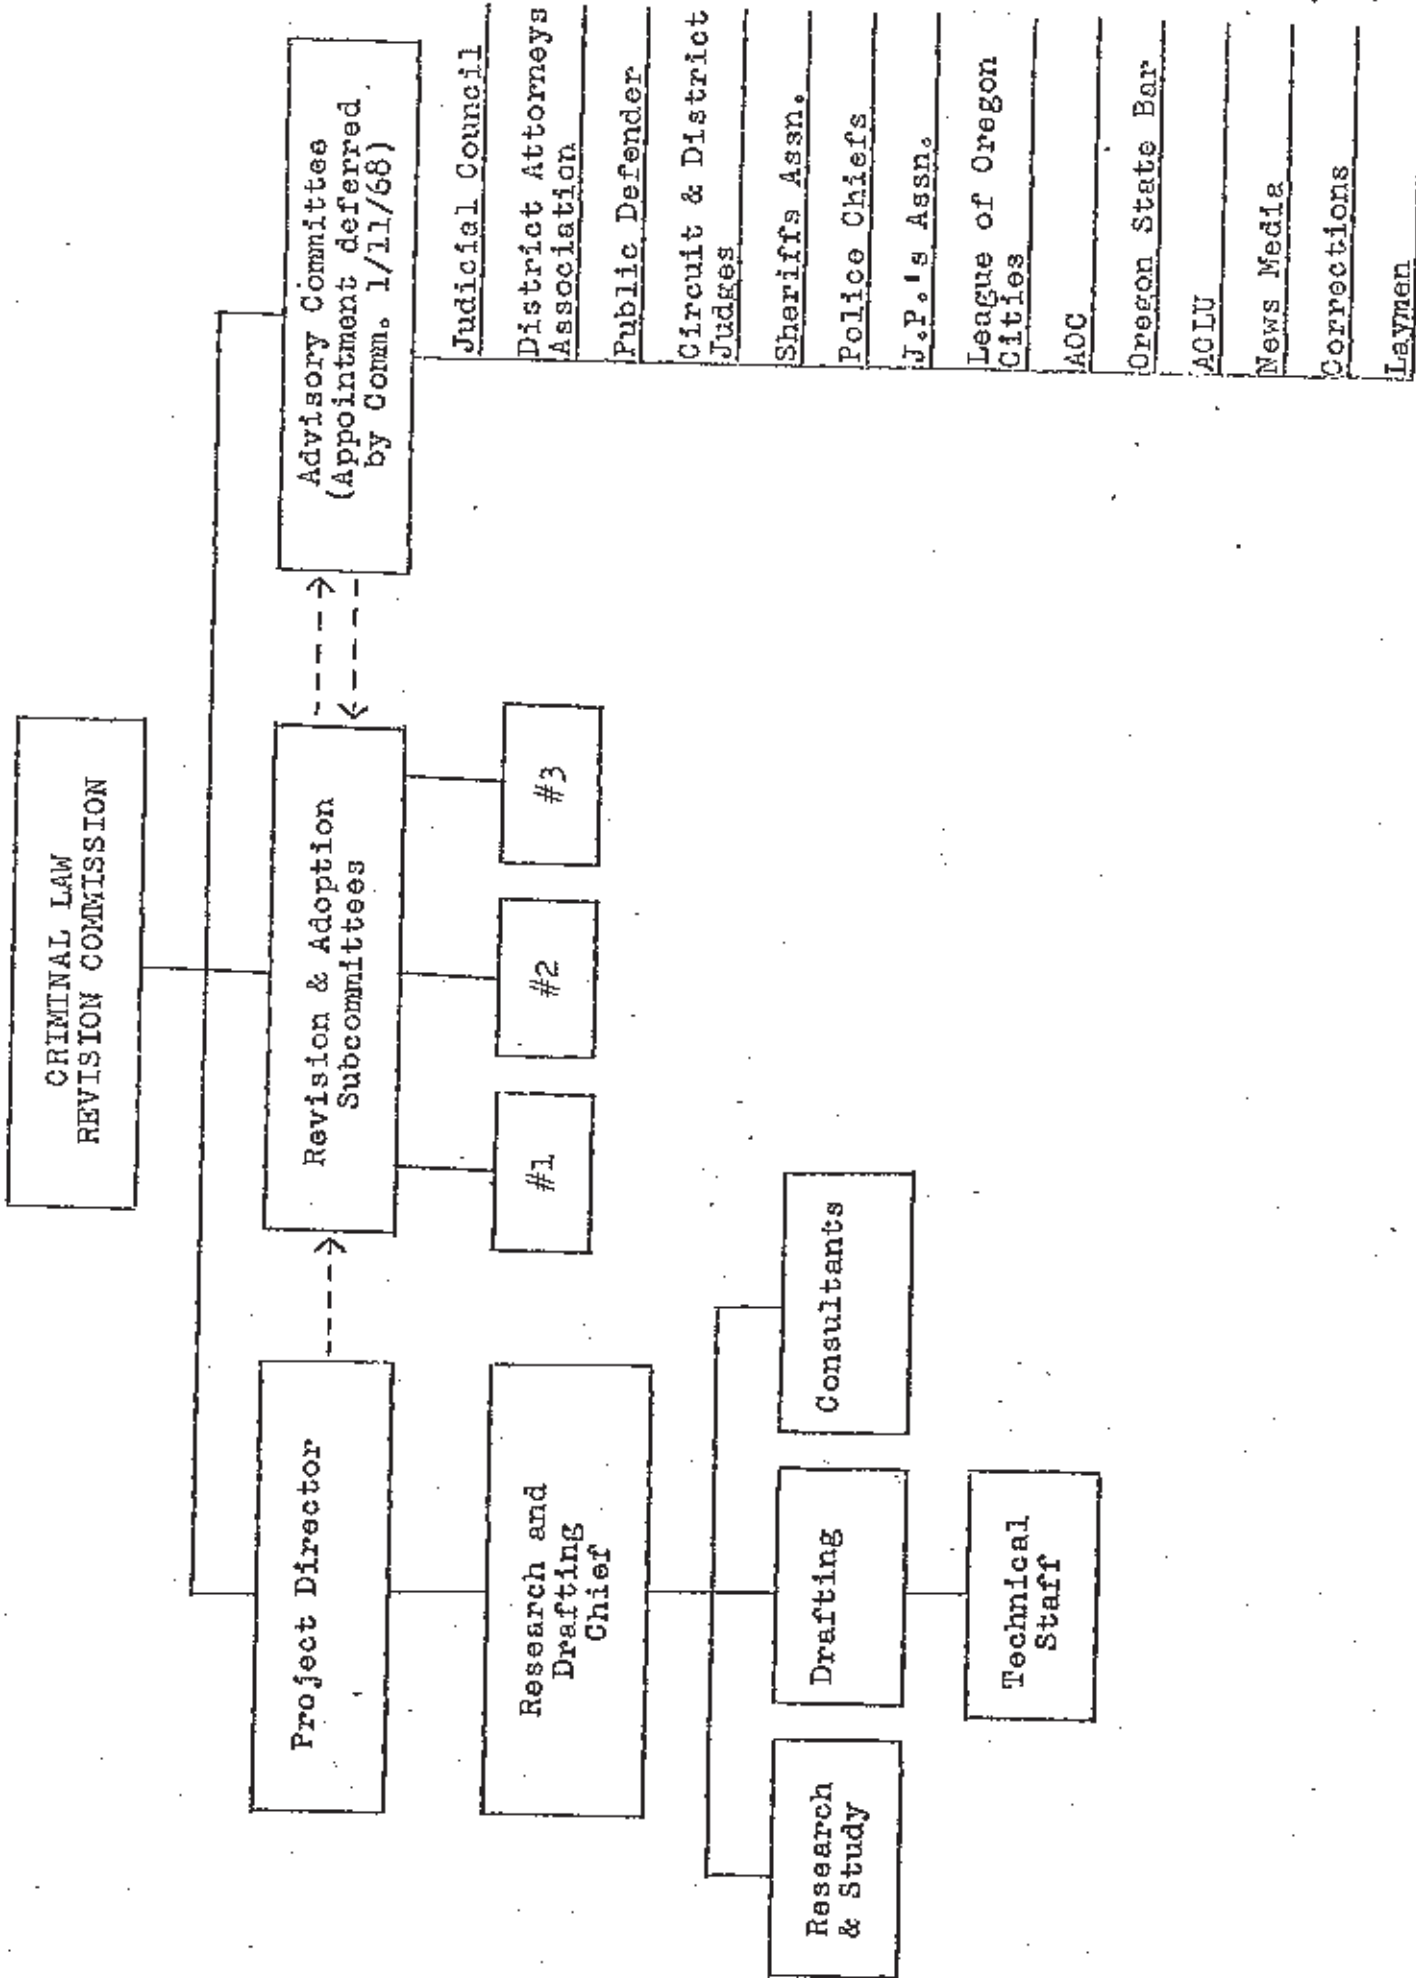 CRIMINAL LAW
REVISION COMMISSION
Project Director
Revision & Adoption
Subcommittees
Advisory Committee
(Appointment deferred
by Comm. 1/11/68)
Research and
Drafting
Chief
#1
#2
#3
Research
& Study
Drafting
Consultants
Technical
Staff
Judicial Council
District Attorneys
Association
Public Defender
Circuit & District
Judges
Sheriffs Assn.
Police Chiefs
J.P.'s Assn.
League of Oregon
Cities
AOC
Oregon State Bar
ACLU
News Media
Corrections
Laymen